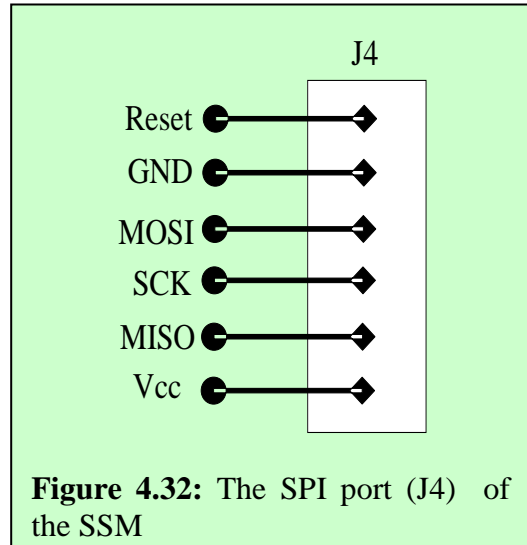 J4
Reset
GND
MOSI
SCK
MISO
Vcc
Figure 4.32: The SPI port (J4) of
the SSM